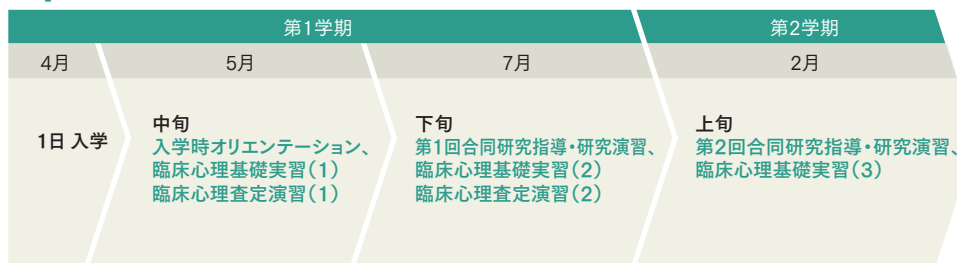 第1学期
第2学期
4月
5月
7月
2月
1日 入学
中旬
入学時オリエンテーション、
臨床心理基礎実習(1)
臨床心理査定演習(1)
下旬
第1回合同研究指導・研究演習、
臨床心理基礎実習(2)
臨床心理査定演習(2)
上旬
第2回合同研究指導・研究演習、
臨床心理基礎実習(3)